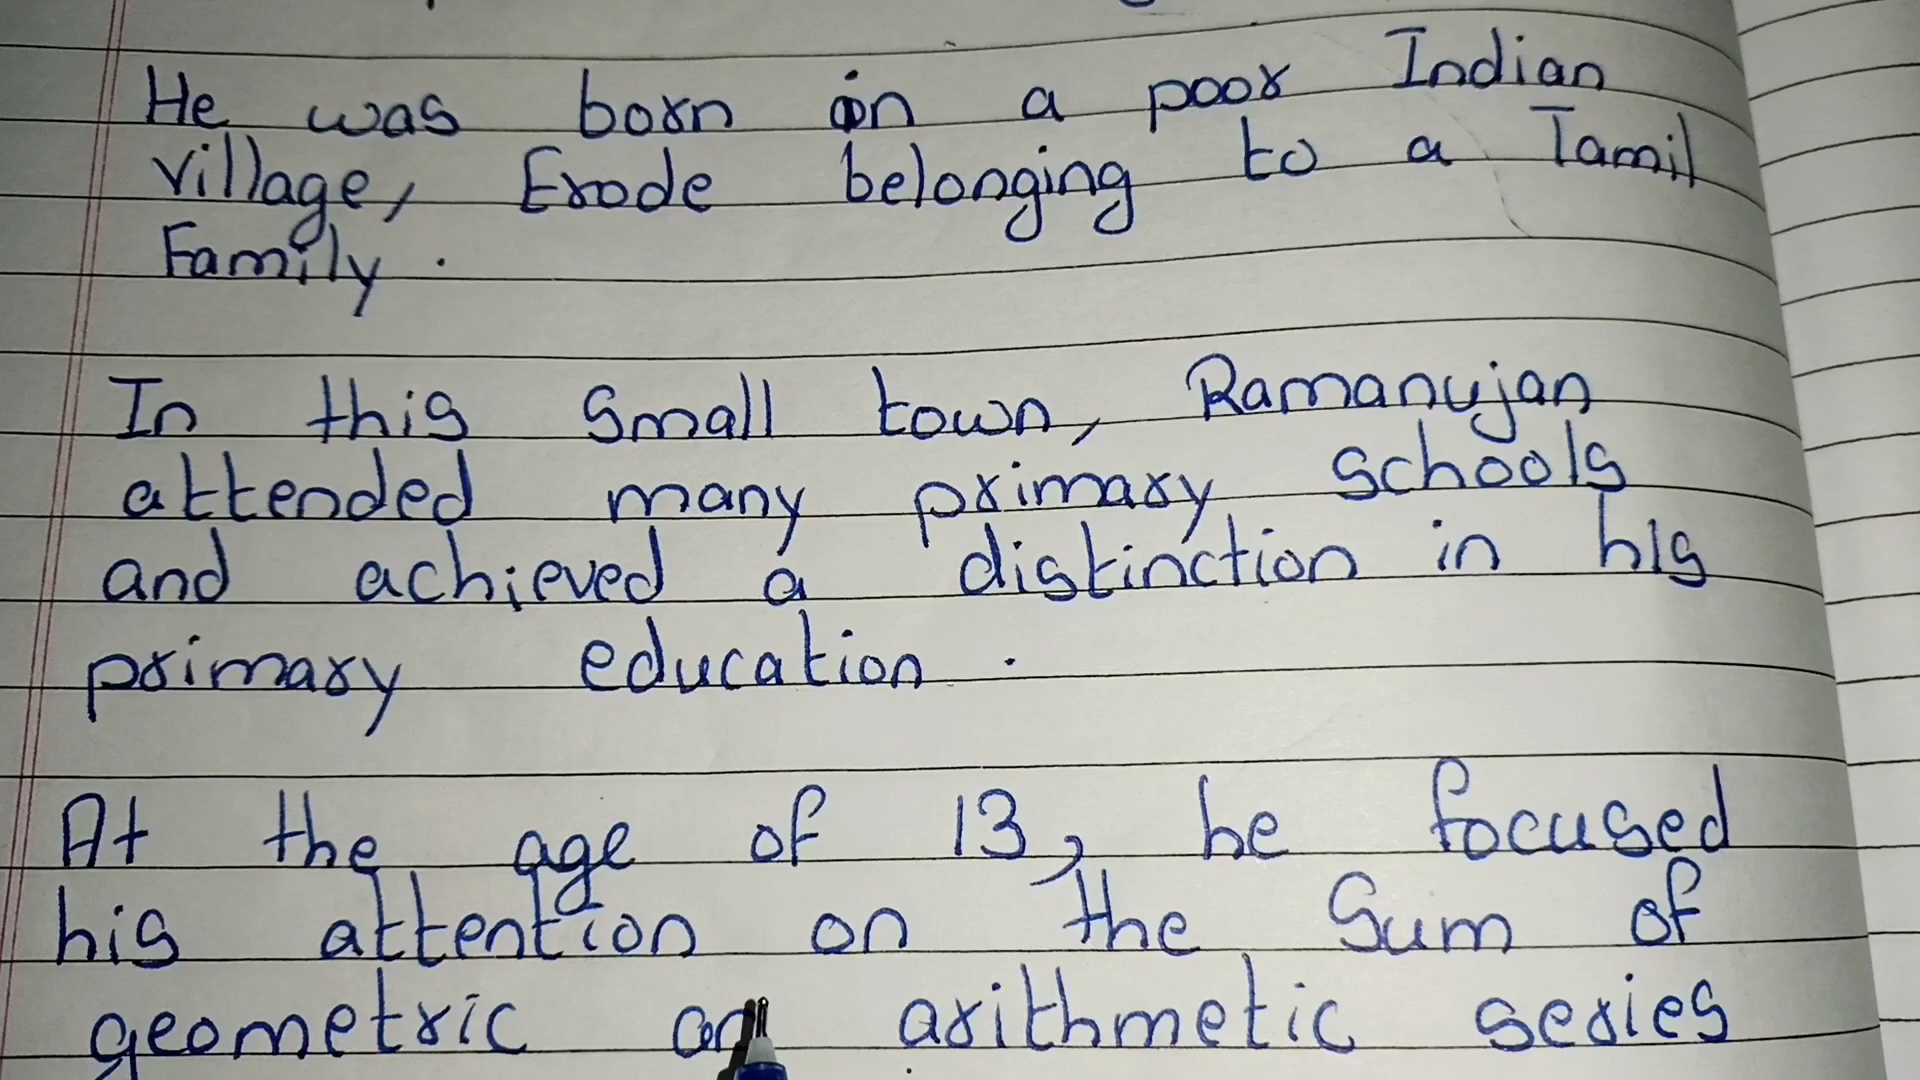 He was born in a poor Indian
village, Erode belonging to a Tamil
Family.
In this small town, Ramanujan
attended many primary schools
and achieved a distinction in his
primary education.
At the age of 13, he focused
his attention on the Sum of
geometric arithmetic series